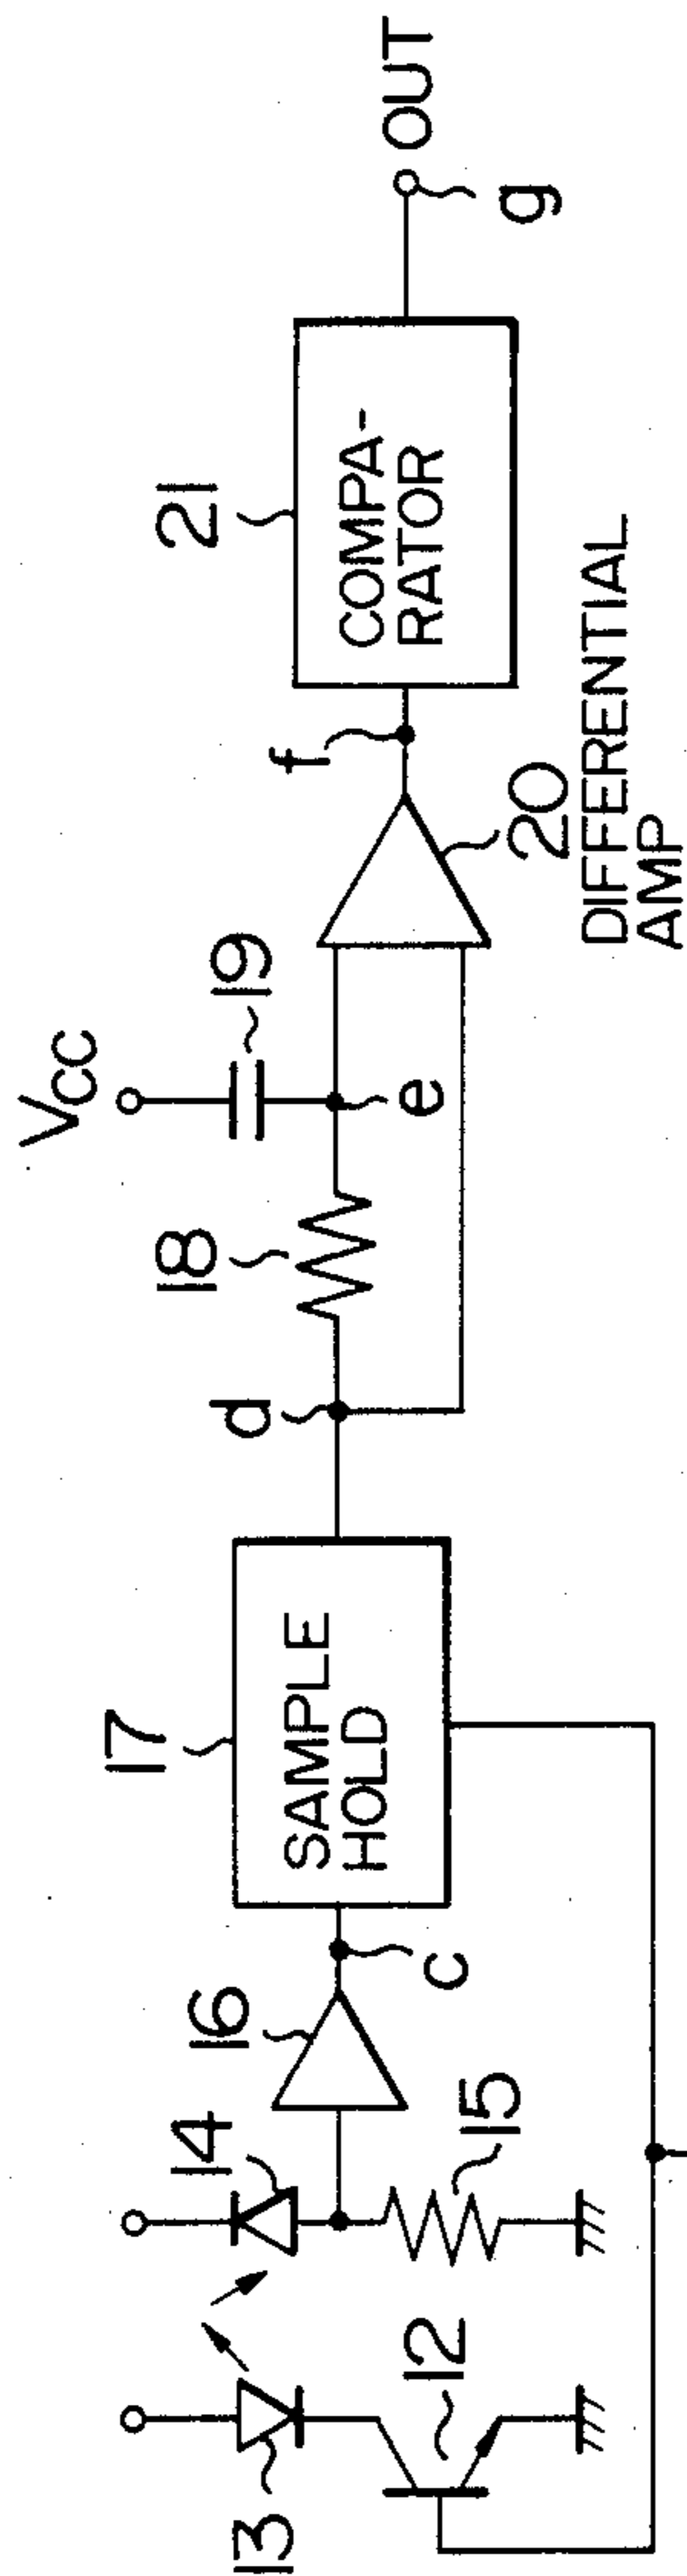 13
12
14
15
16
c
17
SAMPLE
HOLD
d
18
VCC
19
e
20
DIFFERENTIAL
AMP
f
21
COMPA-
RATOR
g
OUT